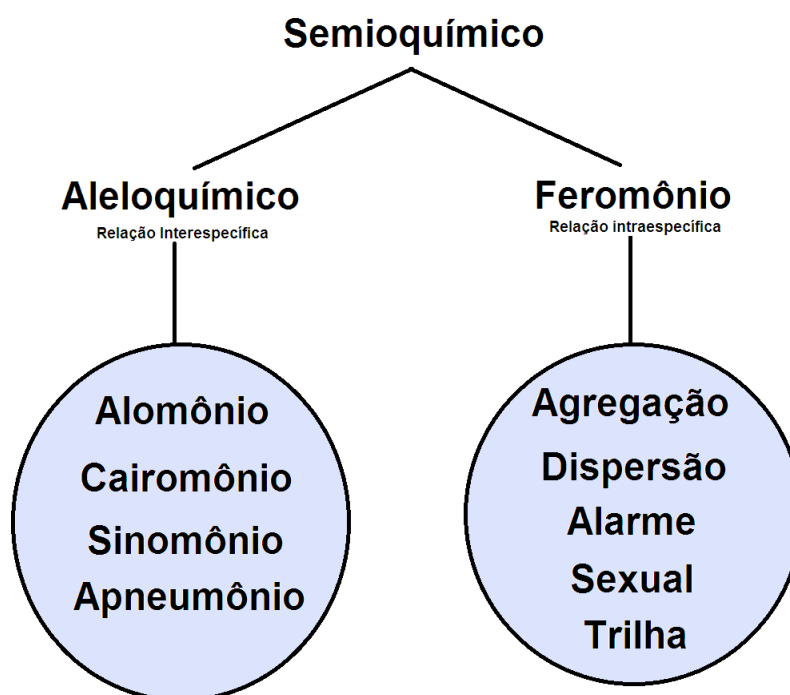 Semioquímico
Aleloquímico
Relação Interespecífica
Alomônio
Cairomônio
Sinomônio
Apneumônio
Feromônio
Relação intraespecífica
Agregação
Dispersão
Alarme
Sexual
Trilha